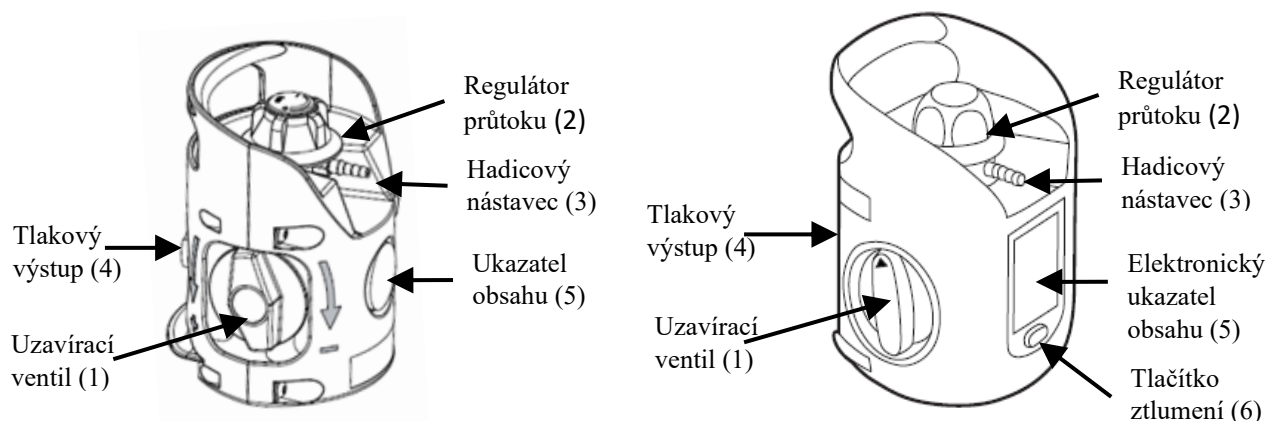 Regulátor
průtoku (2)
Hadicový
nástavec (3)
Tlakový
výstup (4)
Ukazatel
obsahu (5)
Uzavírací
ventil (1)
Regulátor
průtoku (2)
Hadicový
nástavec (3)
Tlakový
výstup (4)
Elektronický
ukazatel
obsahu (5)
Uzavírací
ventil (1)
Tlačítko
ztlumení (6)